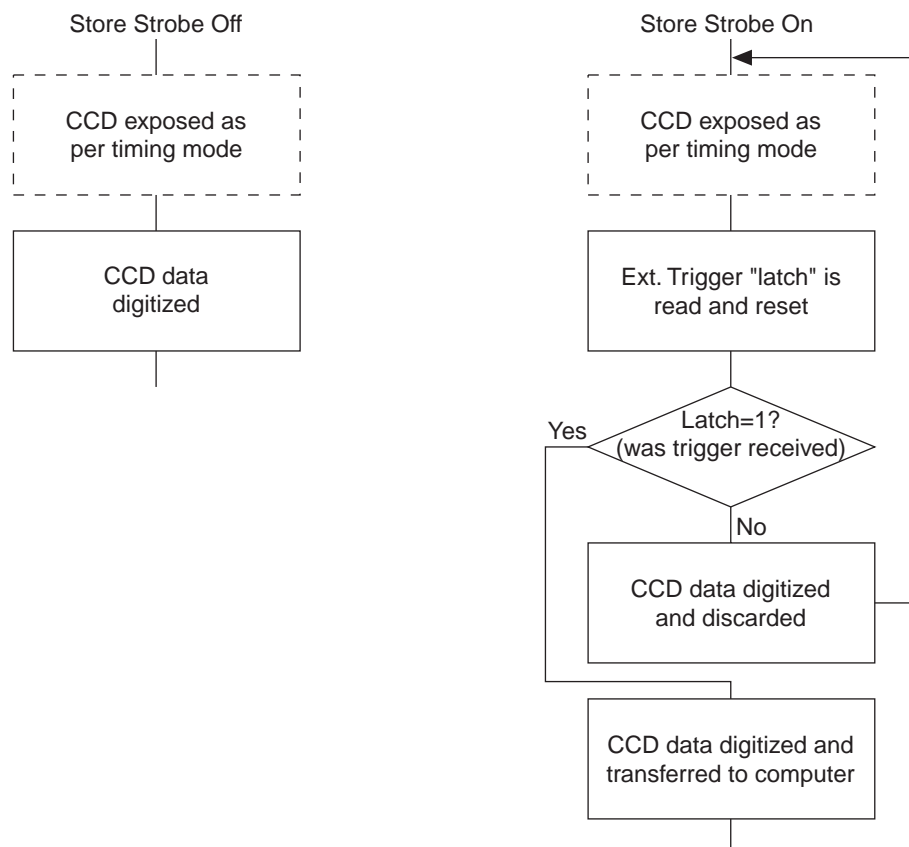 Store Strobe Off
CCD exposed as
per timing mode
CCD data
digitized
Store Strobe On
CCD exposed as
per timing mode
Ext. Trigger "latch" is
read and reset
Latch=1?
(was trigger received)
Yes
No
CCD data digitized
and discarded
CCD data digitized and
transferred to computer